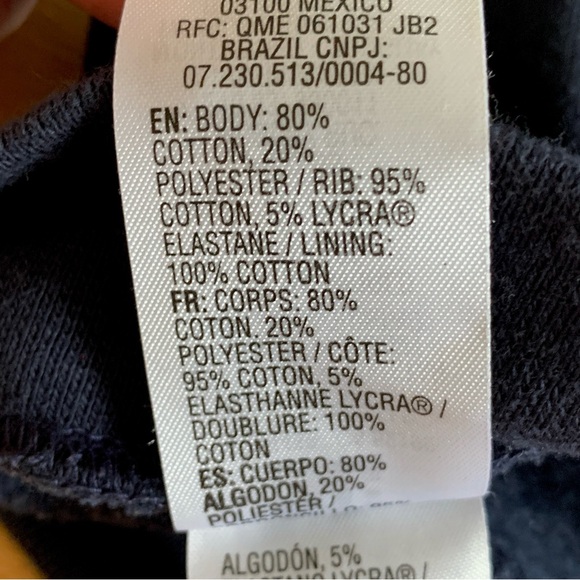 03100 MEXICO
RFC: QME 061031 JB2
BRAZIL CNPJ:
07.230.513/0004-80
EN: BODY: 80%
COTTON, 20%
POLYESTER / RIB: 95%
COTTON, 5% LYCRA®
ELASTANE / LINING:
100% COTTON
FR: CORPS: 80%
COTON, 20%
POLYESTER / CÔTE:
95% COTON, 5%
ELASTHANNE LYCRA® /
DOUBLURE: 100%
COTON
ES: CUERPO: 80%
ALGODON, 20%
POLIESTER /
ALGODÓN, 5%